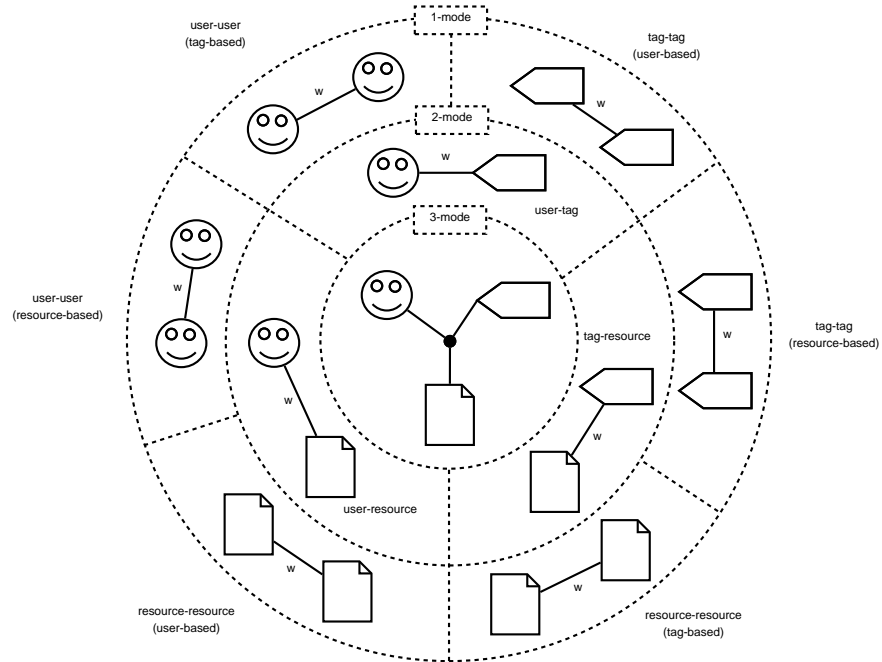 1-mode
user-user
(tag-based)
tag-tag
(user-based)
w
w
2-mode
w
user-tag
3-mode
user-user
(resource-based)
w
tag-tag
(resource-based)
w
tag-resource
w
w
user-resource
w
w
resource-resource
(user-based)
resource-resource
(tag-based)